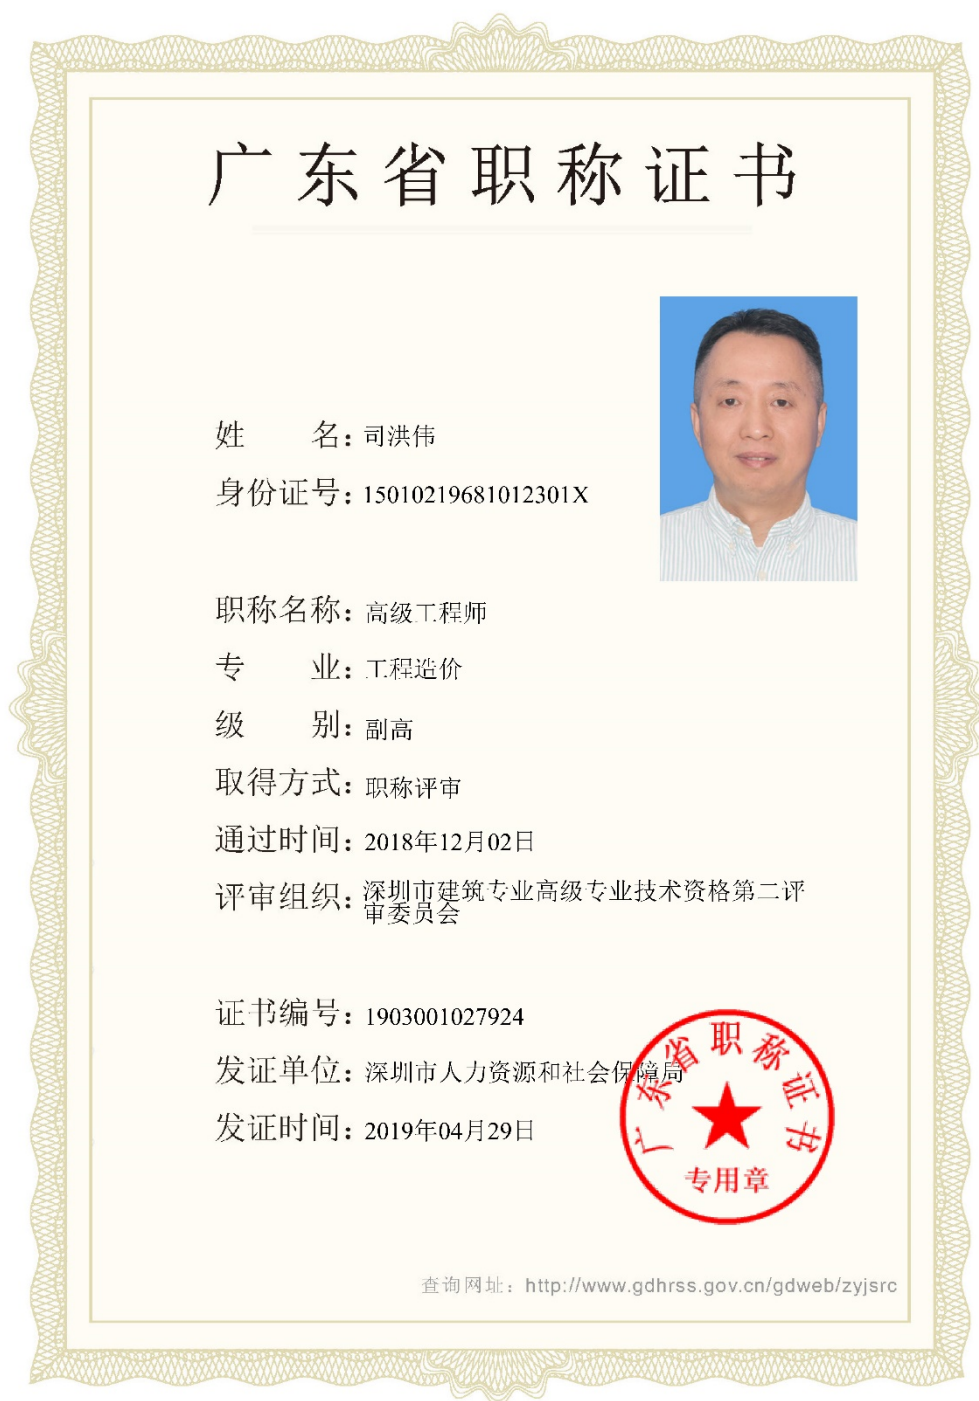 广东省职称证书
姓 名：司洪伟
身份证号：15010219681012301X
职称名称：高级工程师
专 业：工程造价
级 别：副高
取得方式：职称评审
通过时间：2018年12月02日
评审组织：深圳市建筑专业高级专业技术资格第二评
审委员会
证书编号：1903001027924
发证单位：深圳市人力资源和社会保障局
发证时间：2019年04月29日
广东省职称证书
专用章
查询网址：http://www.gdhrss.gov.cn/gdweb/zyjsrc